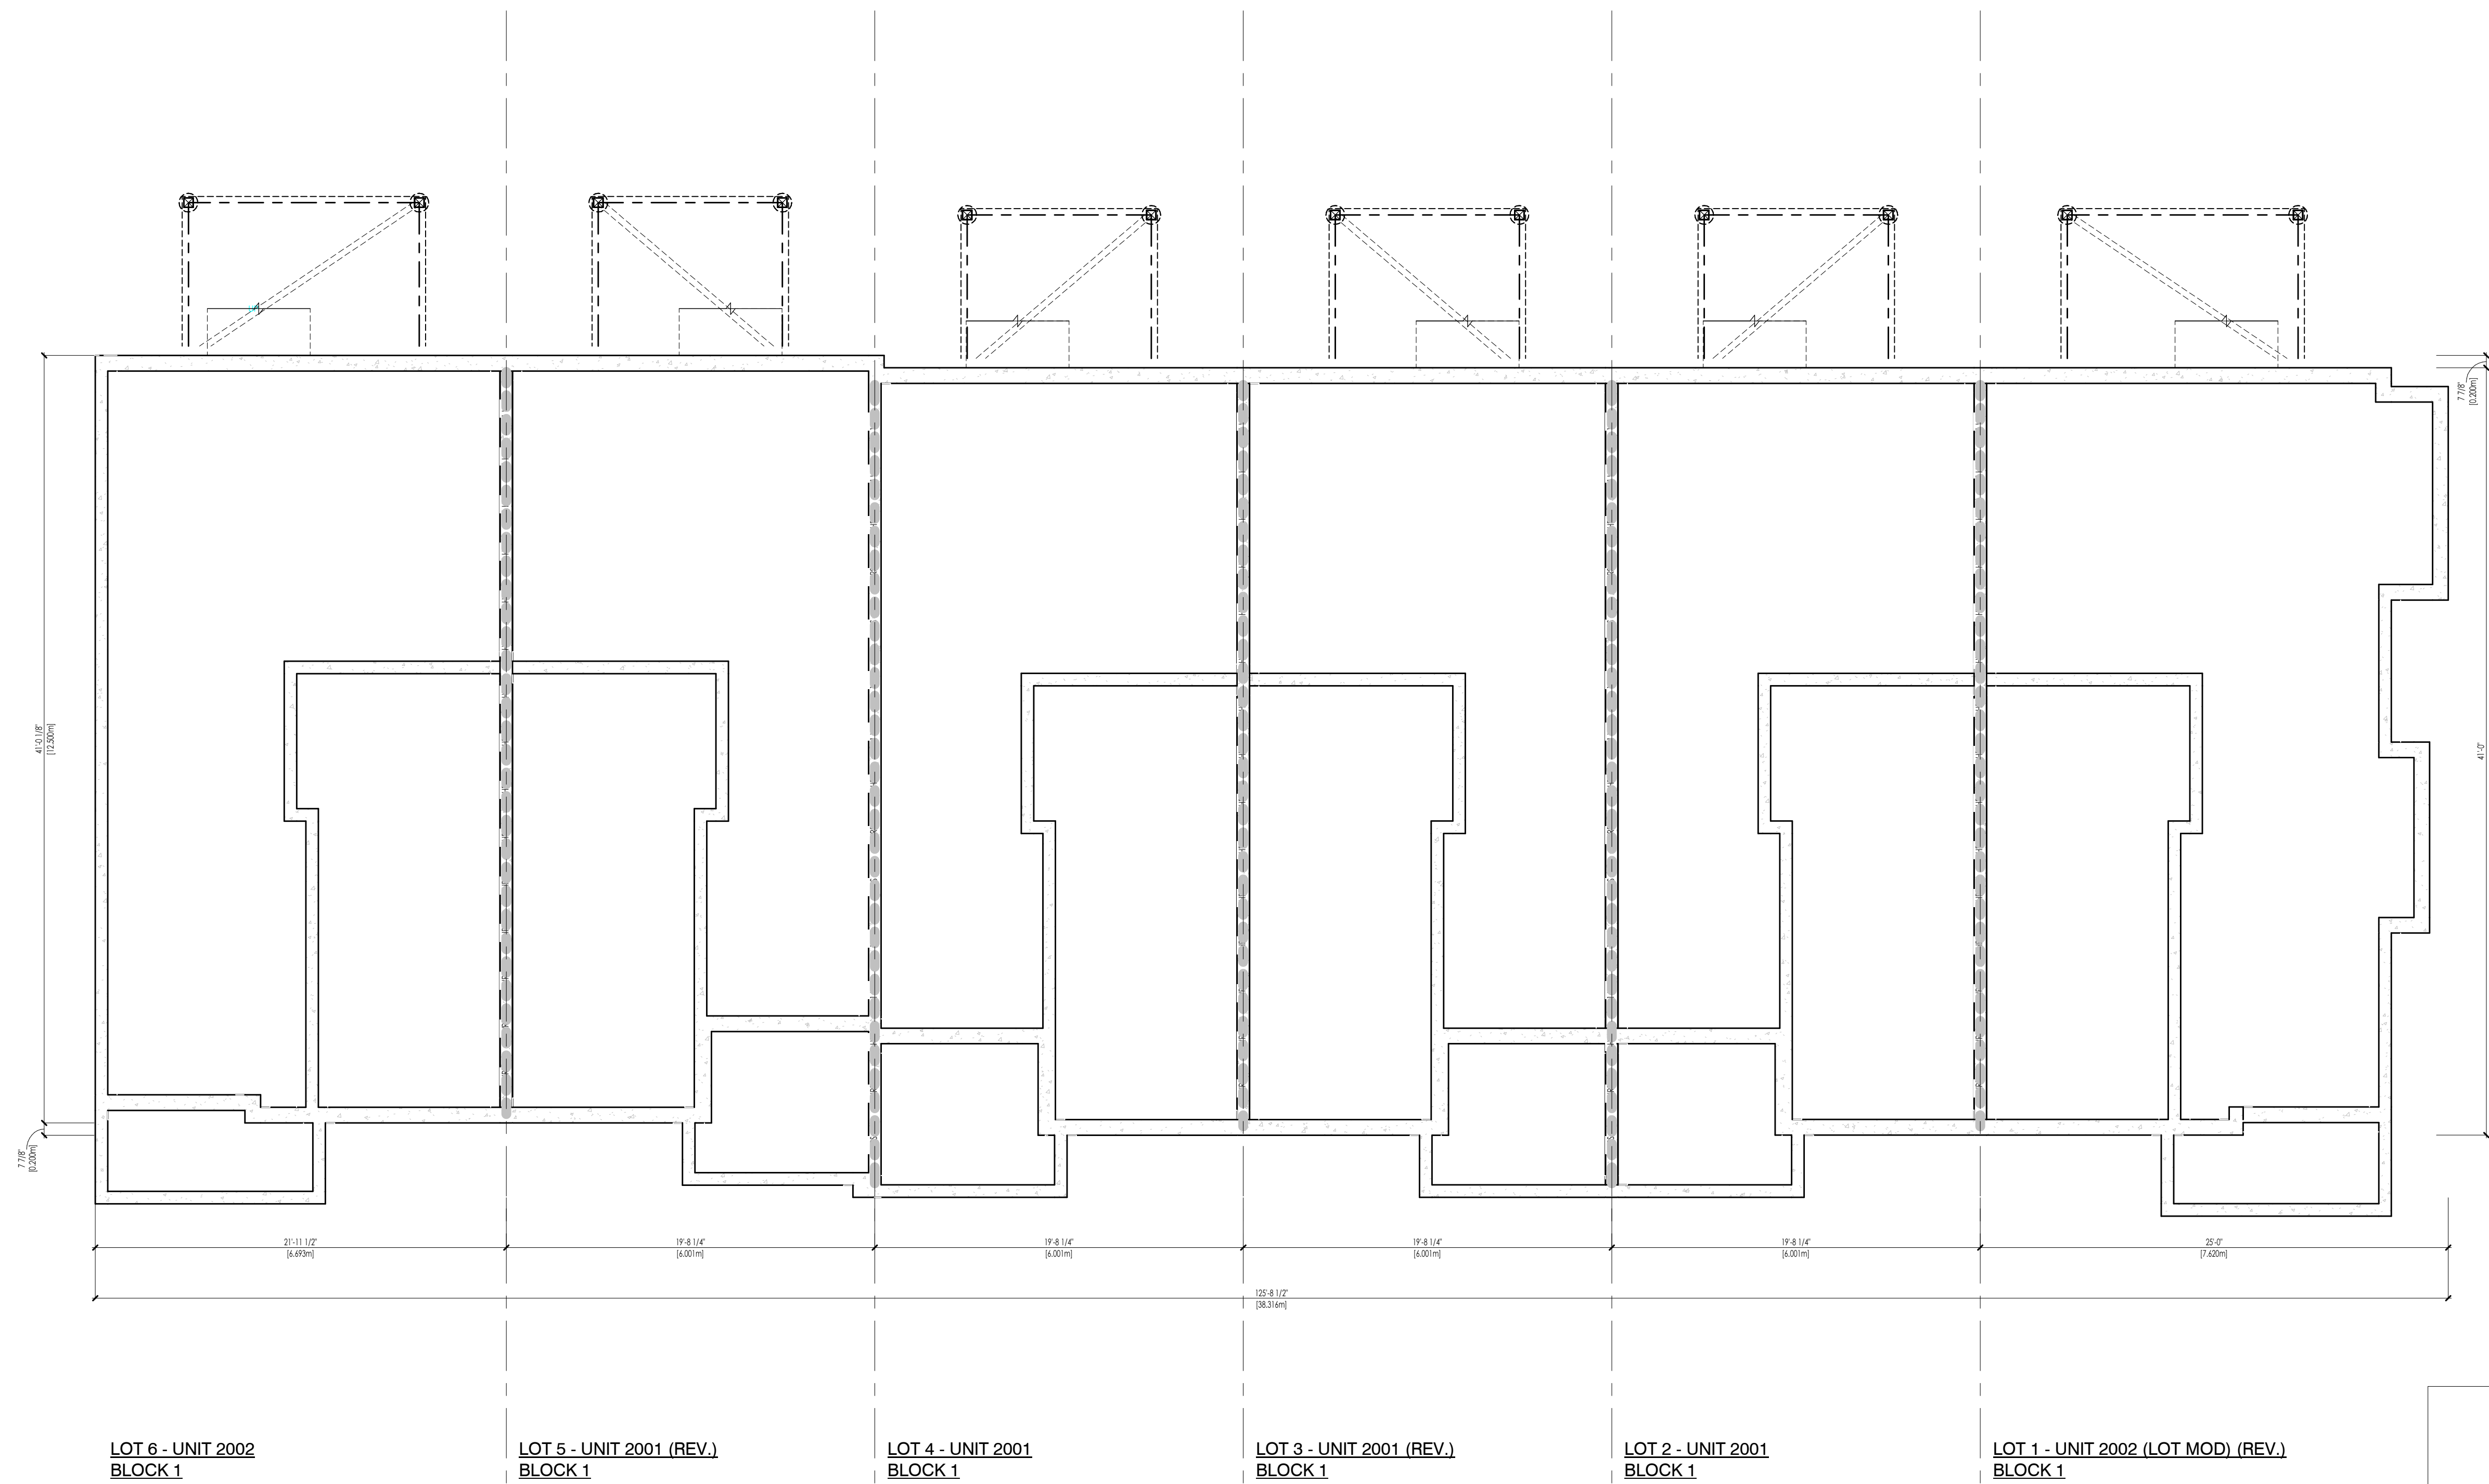 7 7/8"
[0.200m]
41'-0 1/8"
[12.500m]
41'-0"
7 7/8"
[0.200m]
21'-11 1/2"
[6.693m]
19'-8 1/4"
[6.001m]
19'-8 1/4"
[6.001m]
19'-8 1/4"
[6.001m]
19'-8 1/4"
[6.001m]
25'-0"
[7.620m]
125'-8 1/2"
[38.316m]
LOT 6 - UNIT 2002
BLOCK 1
LOT 5 - UNIT 2001 (REV.)
BLOCK 1
LOT 4 - UNIT 2001
BLOCK 1
LOT 3 - UNIT 2001 (REV.)
BLOCK 1
LOT 2 - UNIT 2001
BLOCK 1
LOT 1 - UNIT 2002 (LOT MOD) (REV.)
BLOCK 1